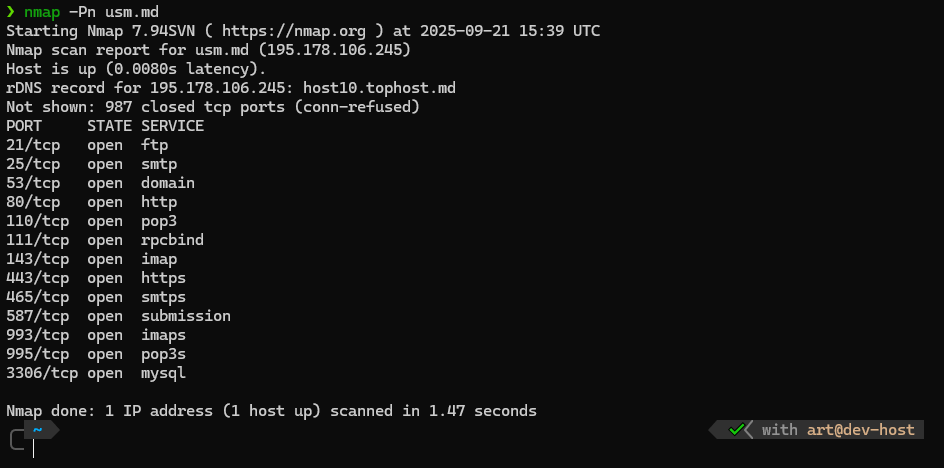 ❯ nmap -Pn usm.md
Starting Nmap 7.94SVN ( https://nmap.org ) at 2025-09-21 15:39 UTC
Nmap scan report for usm.md (195.178.106.245)
Host is up (0.0080s latency).
rDNS record for 195.178.106.245: host10.tophost.md
Not shown: 987 closed tcp ports (conn-refused)
PORT     STATE SERVICE
21/tcp   open  ftp
25/tcp   open  smtp
53/tcp   open  domain
80/tcp   open  http
110/tcp  open  pop3
111/tcp  open  rpcbind
143/tcp  open  imap
443/tcp  open  https
465/tcp  open  smtps
587/tcp  open  submission
993/tcp  open  imaps
995/tcp  open  pop3s
3306/tcp open  mysql
Nmap done: 1 IP address (1 host up) scanned in 1.47 seconds
~ ✔ with art@dev-host